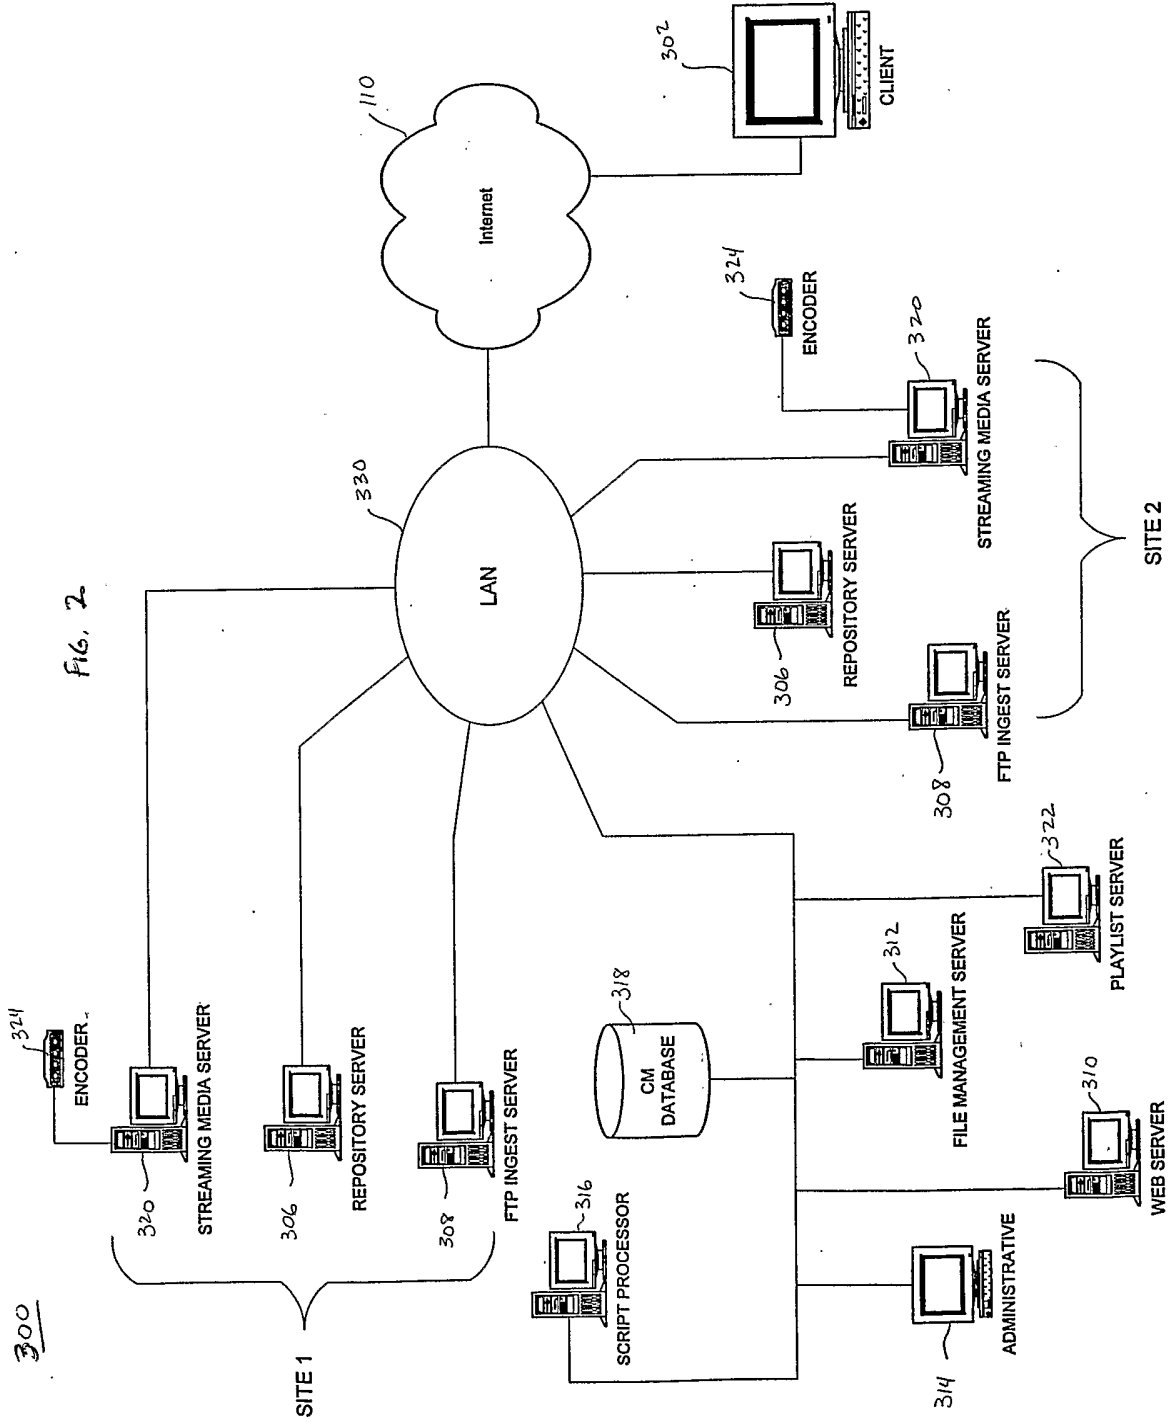 300
Fig. 2
324
ENCODER
320
STREAMING MEDIA SERVER
306
REPOSITORY SERVER
308
FTP INGEST SERVER
SITE 1
330
LAN
110
Internet
302
CLIENT
316
SCRIPT PROCESSOR
318
CM
DATABASE
314
ADMINISTRATIVE
310
WEB SERVER
312
FILE MANAGEMENT SERVER
322
PLAYLIST SERVER
308
FTP INGEST SERVER
306
REPOSITORY SERVER
324
ENCODER
320
STREAMING MEDIA SERVER
SITE 2